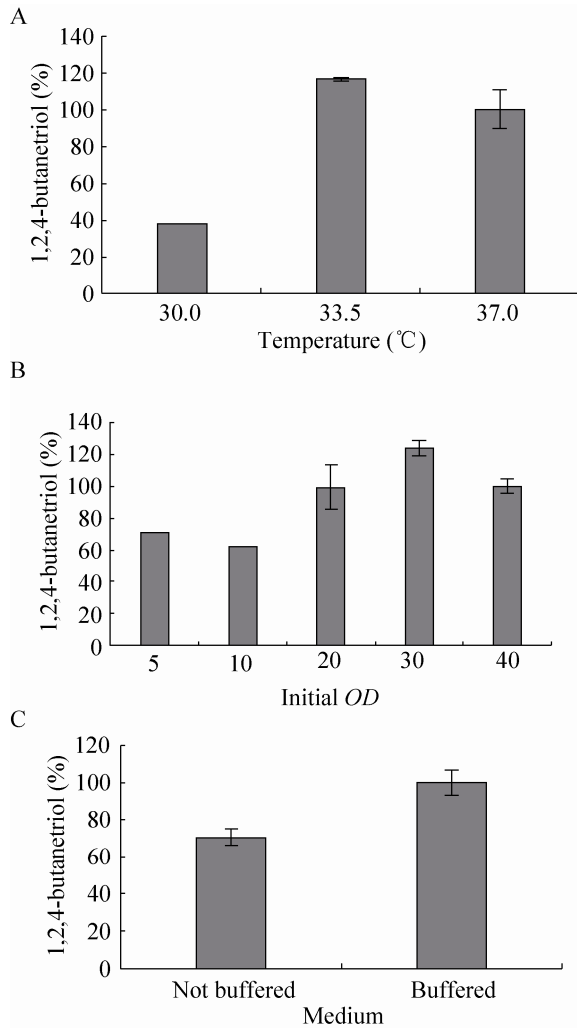 A
1,2,4-butanetriol (%)
140
120
100
80
60
40
20
0
30.0 33.5 37.0
Temperature (℃)
B
1,2,4-butanetriol (%)
140
120
100
80
60
40
20
0
5 10 20 30 40
Initial OD
C
1,2,4-butanetriol (%)
120
100
80
60
40
20
0
Not buffered Buffered
Medium